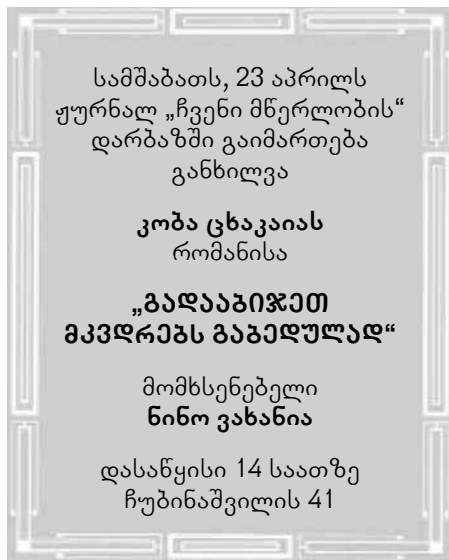 სამშაბათს, 23 აპრილს
ჟურნალ „ჩვენი მწერლობის“
დარბაზში გაიმართება
განხილვა
კობა ცხაკაიას
რომანისა
„გადააბიჯეთ
მკვდრებს გაბედულად“
მომხსენებელი
ნინო ვახანია
დასაწყისი 14 საათზე
ჩუბინაშვილის 41